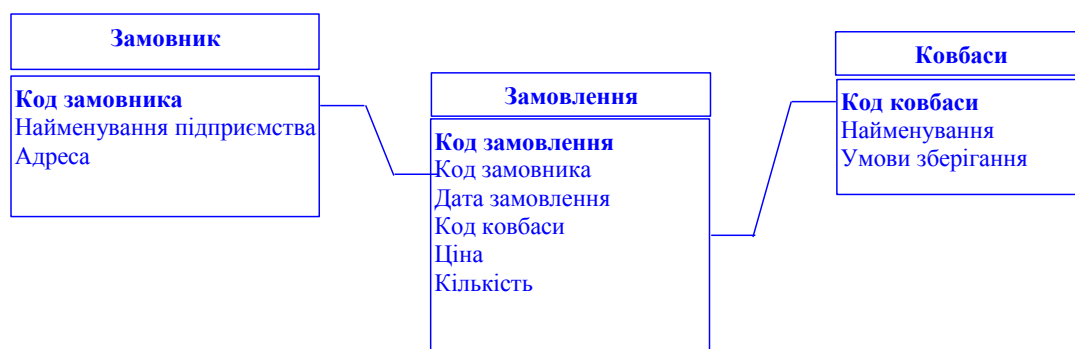 Замовник
Код замовника
Найменування підприємства
Адреса
Замовлення
Код замовлення
Код замовника
Дата замовлення
Код ковбаси
Ціна
Кількість
Ковбаси
Код ковбаси
Найменування
Умови зберігання